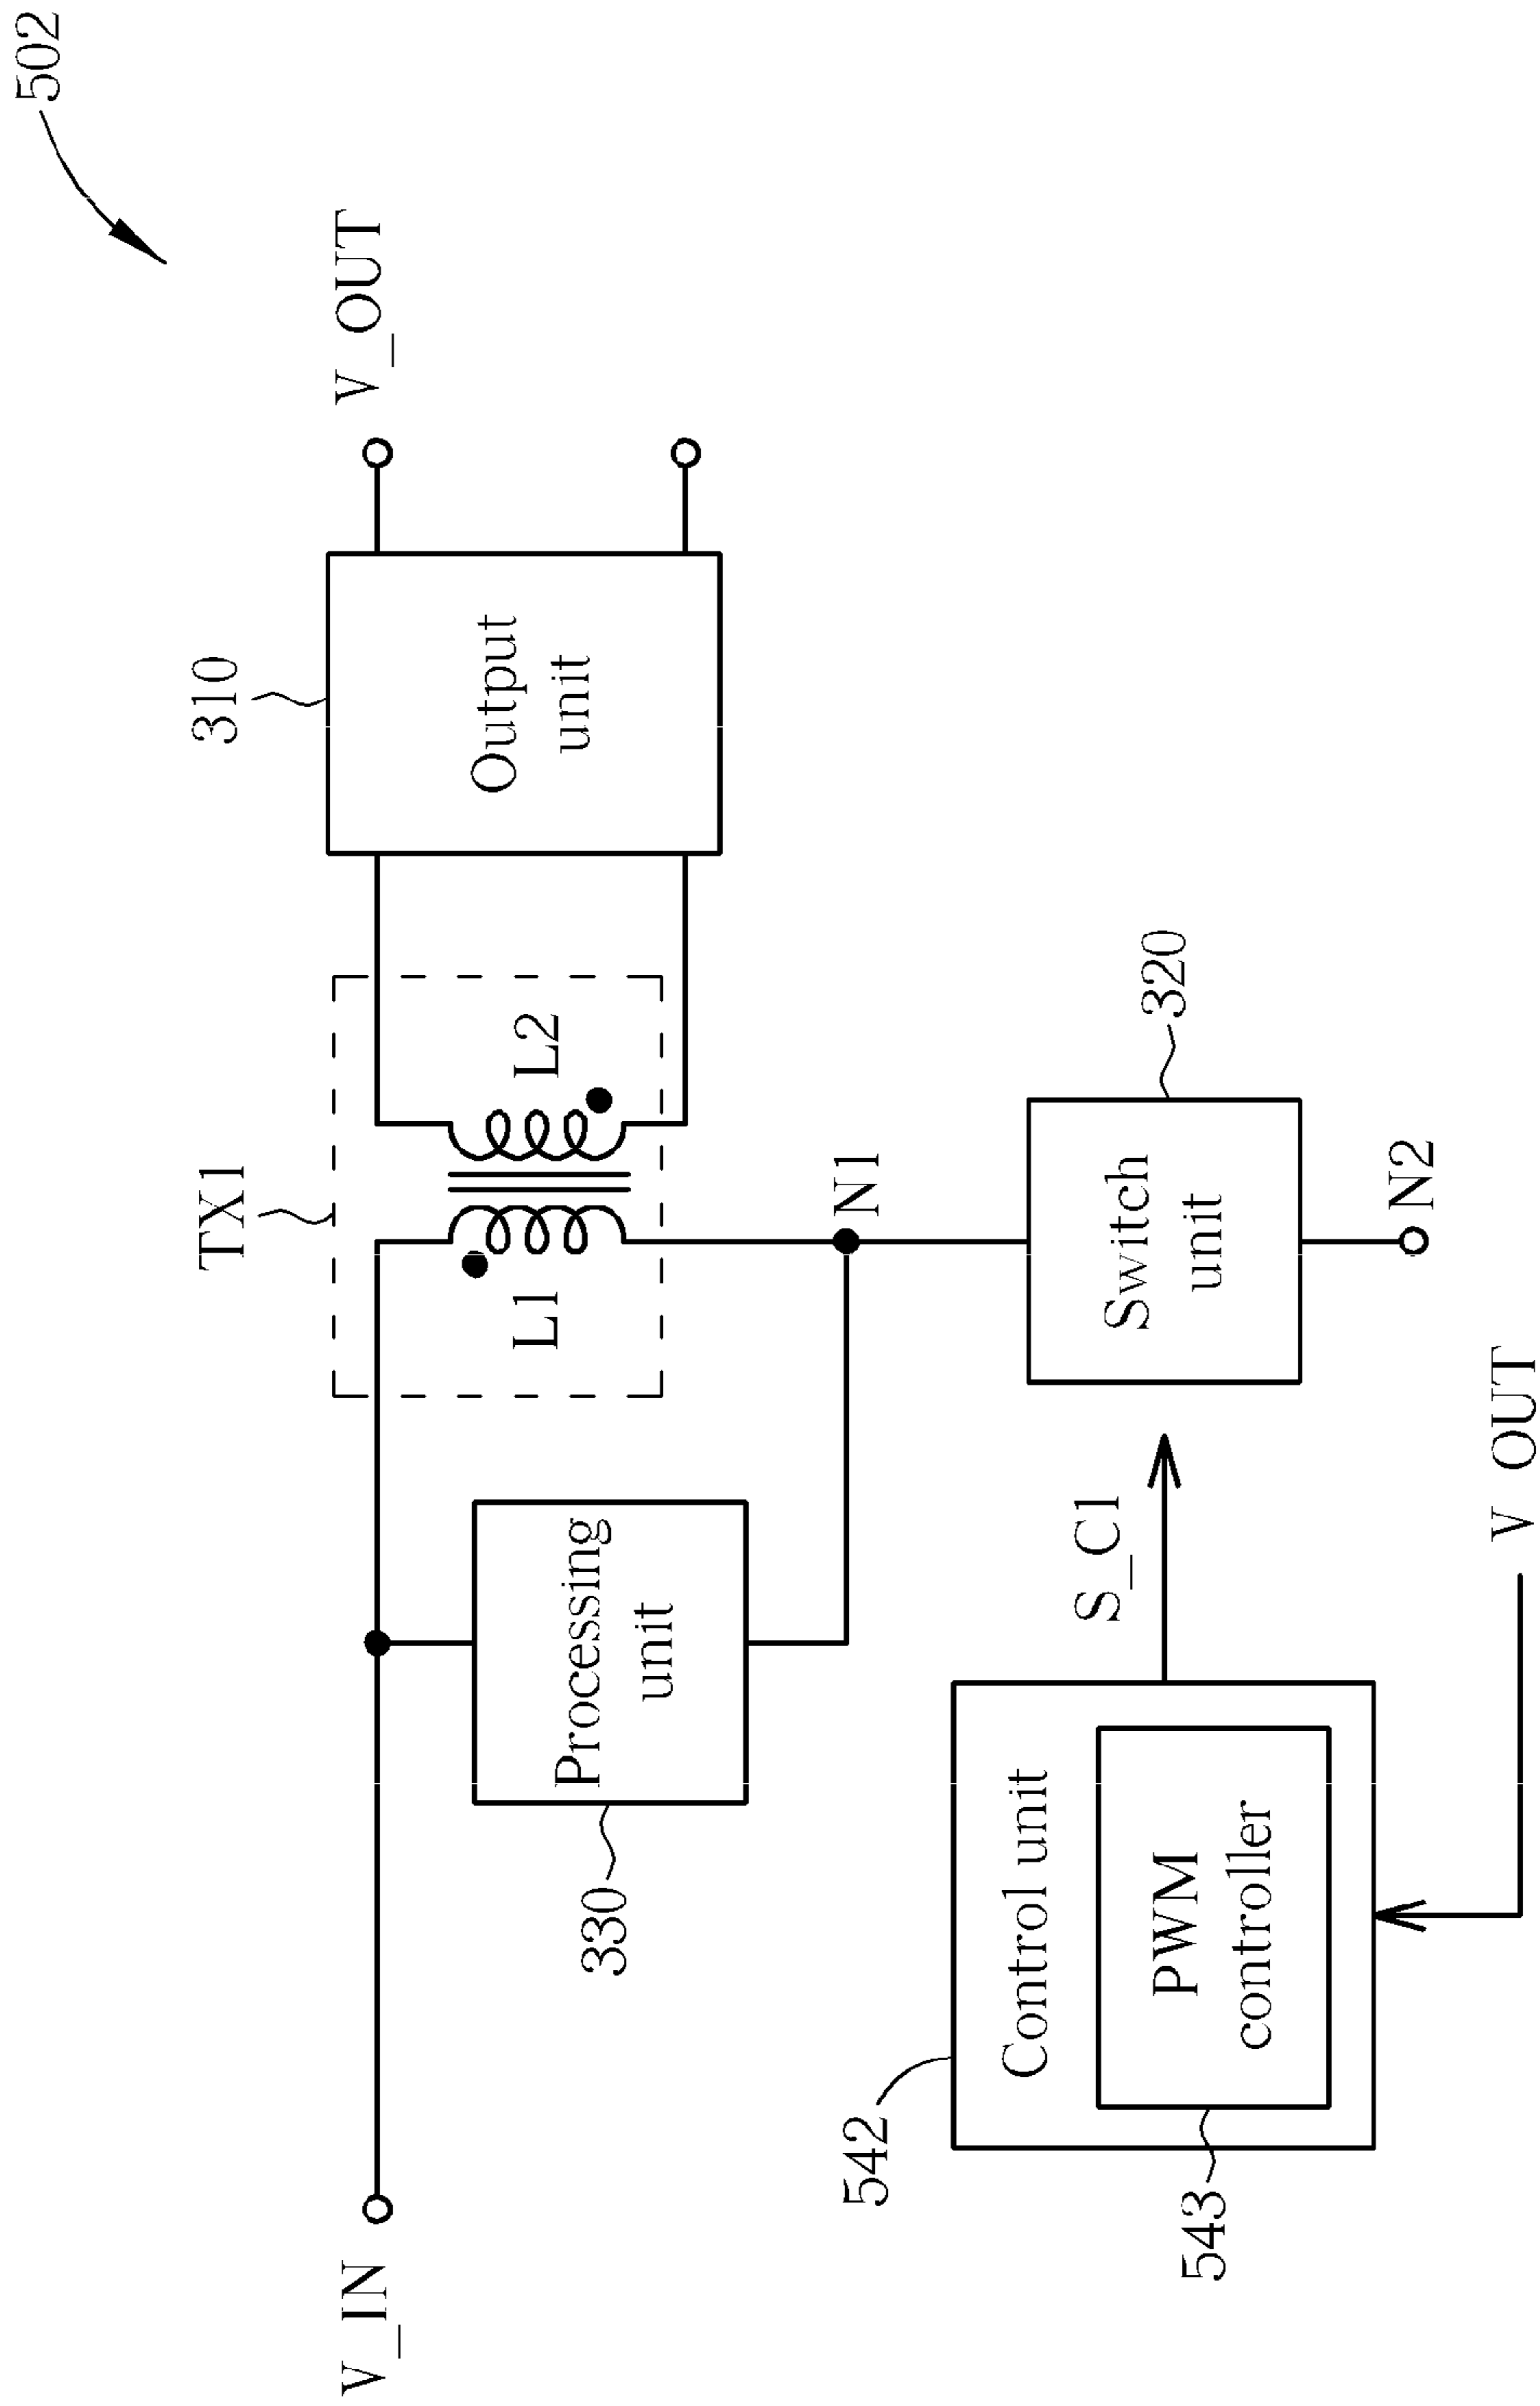 502
TX1
310
V_IN
V_OUT
L1
L2
Output
unit
Processing
unit
330
N1
542
Control unit
S_C1
Switch
unit
320
PWM
controller
543
N2
V_OUT